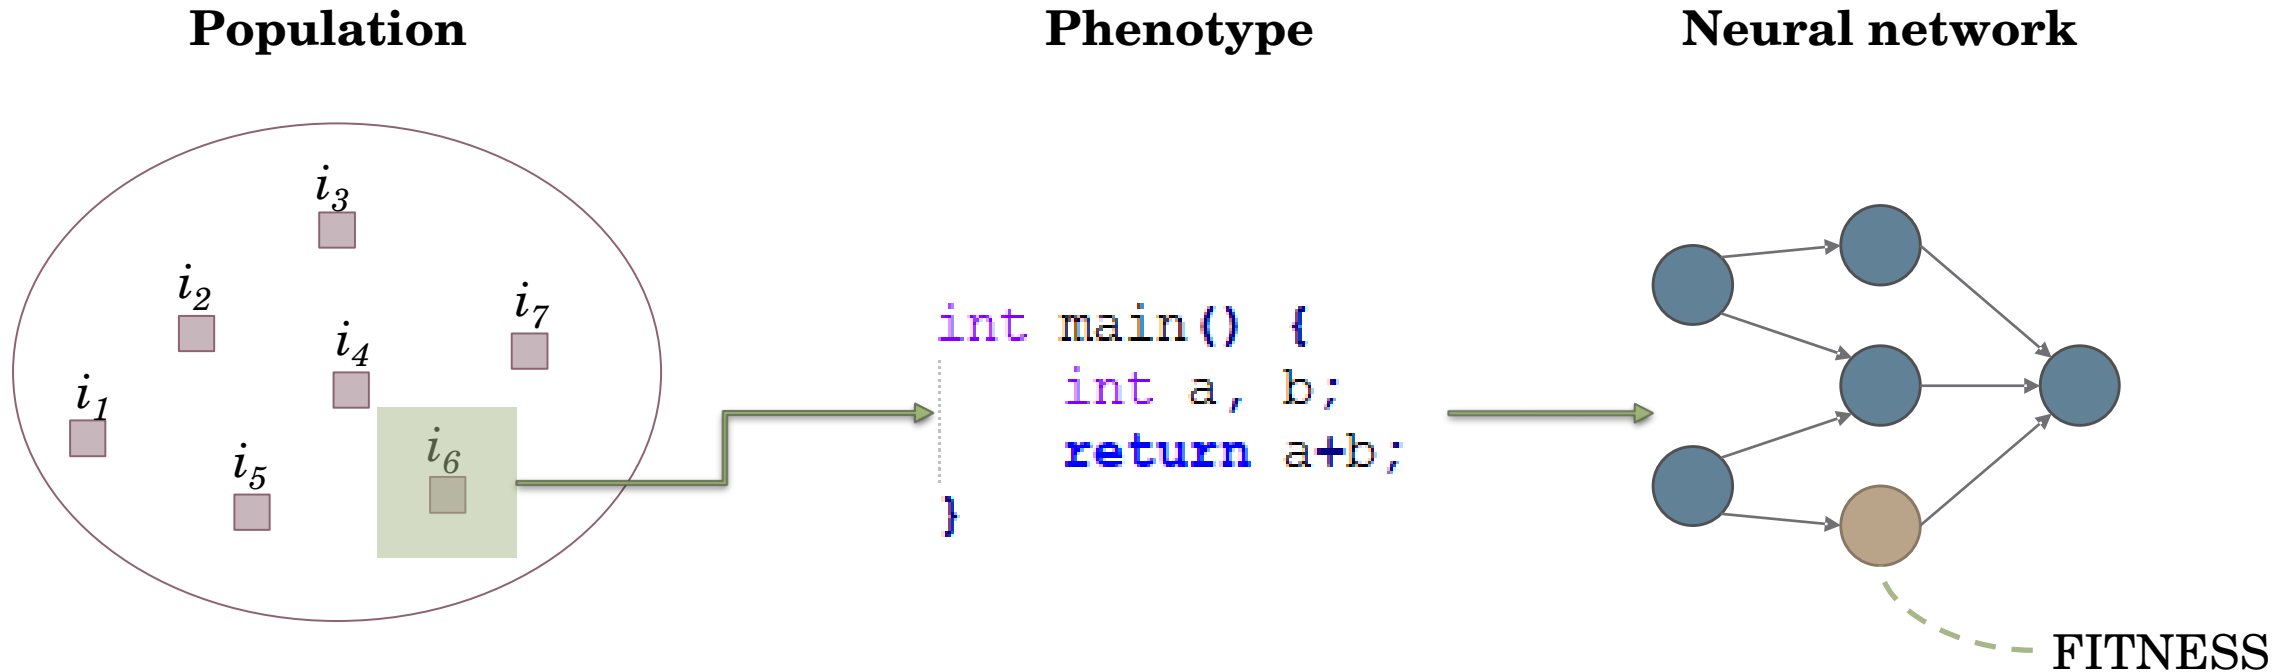 Population
Phenotype
Neural network
i3
i2
i7
i4
i1
i5
i6
int main() {
int a, b;
return a+b;
}
FITNESS